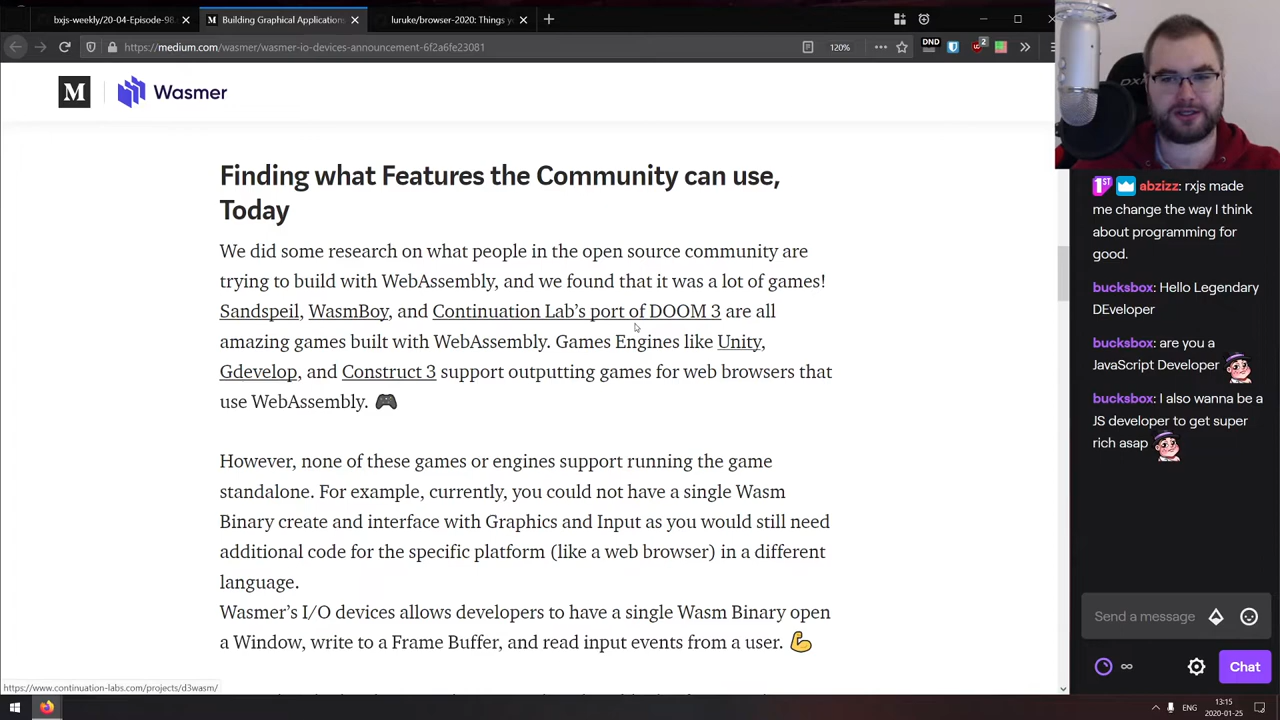 bxjs-weekly/20-04-Episode-98.
Building Graphical Applications
luruke/browser-2020: Things y
https://medium.com/wasmer/wasmer-io-devices-announcement-6f2a6fe23081
120%
DND
2
M
Wasmer
Finding what Features the Community can use,
Today
We did some research on what people in the open source community are
trying to build with WebAssembly, and we found that it was a lot of games!
Sandspeil, WasmBoy, and Continuation Lab's port of DOOM 3 are all
amazing games built with WebAssembly. Games Engines like Unity,
Gdevelop, and Construct 3 support outputting games for web browsers that
use WebAssembly. 🎮
However, none of these games or engines support running the game
standalone. For example, currently, you could not have a single Wasm
Binary create and interface with Graphics and Input as you would still need
additional code for the specific platform (like a web browser) in a different
language.
Wasmer's I/O devices allows developers to have a single Wasm Binary open
a Window, write to a Frame Buffer, and read input events from a user. 💪
https://www.continuation-labs.com/projects/d3wasm/
1ST abzizz: rxjs made
me change the way I think
about programming for
good.
bucksbox: Hello Legendary
DEveloper
bucksbox: are you a
JavaScript Developer
bucksbox: I also wanna be a
JS developer to get super
rich asap
Send a message
∞
Chat
ENG
13:15
2020-01-25